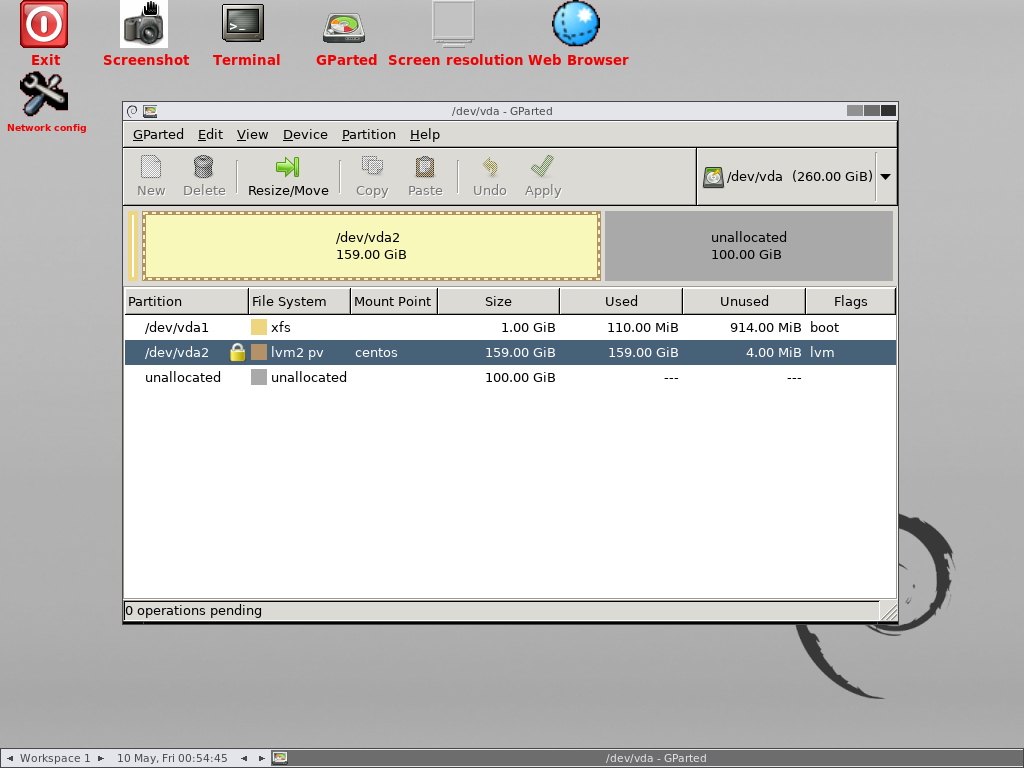 Exit
Screenshot
Terminal
GParted
Screen resolution
Web Browser
Network config
/dev/vda - GParted
GParted Edit View Device Partition Help
New Delete Resize/Move Copy Paste Undo Apply
/dev/vda (260.00 GiB)
/dev/vda2
159.00 GiB
unallocated
100.00 GiB
Partition File System Mount Point Size Used Unused Flags
/dev/vda1 xfs 1.00 GiB 110.00 MiB 914.00 MiB boot
/dev/vda2 lvm2 pv centos 159.00 GiB 159.00 GiB 4.00 MiB lvm
unallocated unallocated 100.00 GiB --- ---
0 operations pending
Workspace 1 10 May, Fri 00:54:45 /dev/vda - GParted